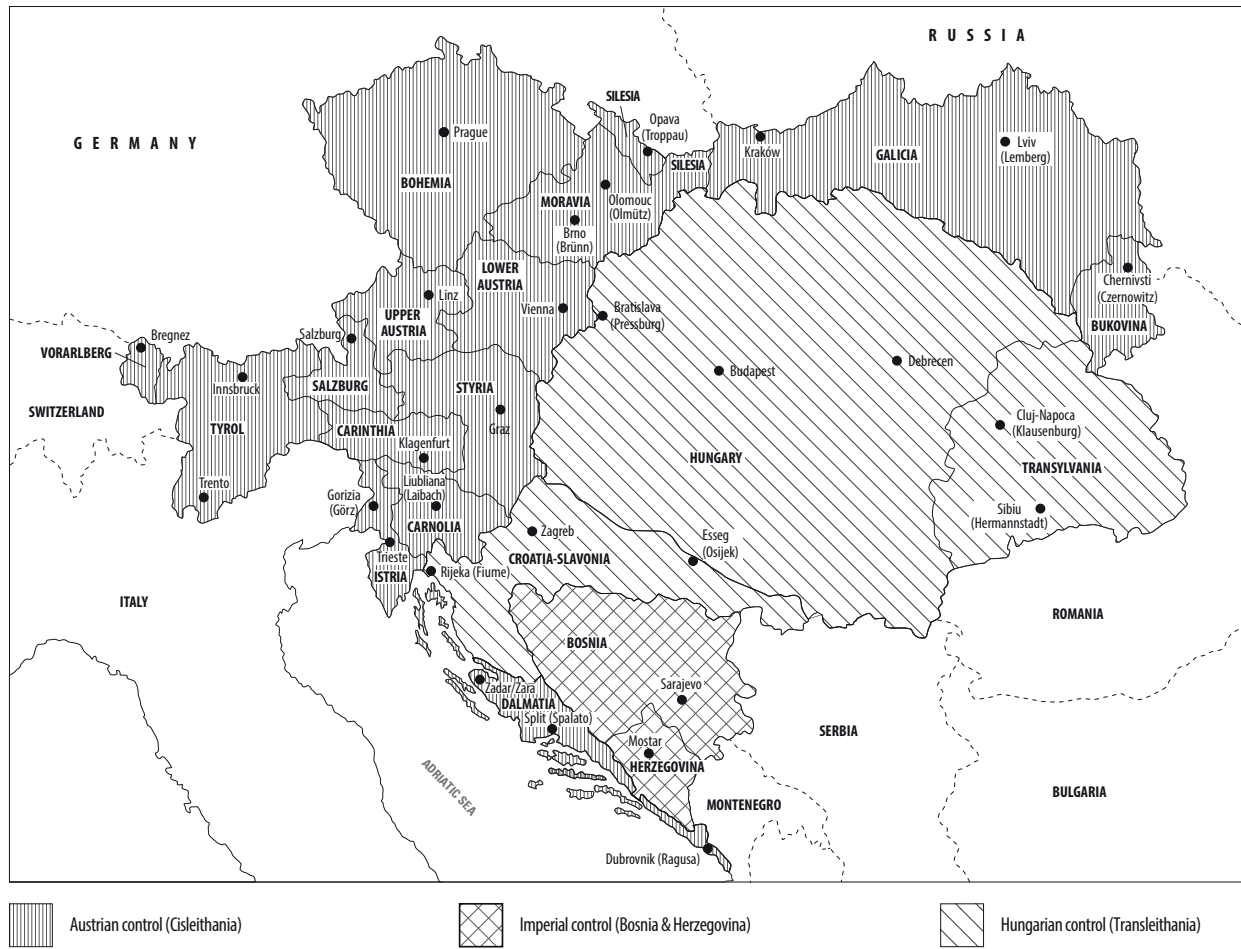 RUSSIA
GERMANY
SILESIA
Opava
(Troppau)
Prague
Kraków
GALICIA
Lviv
(Lemberg)
SILESIA
BOHEMIA
MORAVIA
Olomouc
(Olmütz)
Brno
(Brünn)
LOWER
AUSTRIA
Chernivsti
(Czernowitz)
Linz
Vienna
Bratislava
(Pressburg)
UPPER
AUSTRIA
BUKOVINA
Bregnez
Salzburg
VORARLBERG
Innsbruck
SALZBURG
STYRIA
Budapest
Debrecen
SWITZERLAND
TYROL
CARINTHIA
Klagenfurt
Graz
Cluj-Napoca
(Klausenburg)
HUNGARY
TRANSYLVANIA
Trento
Gorizia
(Görz)
Liubliana
(Laibach)
CARNOLIA
Sibiu
(Hermannstadt)
Zagreb
Esseg
(Osijek)
CROATIA-SLAVONIA
Trieste
ISTRIA
Rijeka (Fiume)
ITALY
ROMANIA
BOSNIA
Zadar/Zara
DALMATIA
Sarajevo
Split (Spalato)
Mostar
HERZEGOVINA
SERBIA
ADRIATIC SEA
MONTENEGRO
BULGARIA
Dubrovnik (Ragusa)
Austrian control (Cisleithania)
Imperial control (Bosnia & Herzegovina)
Hungarian control (Transleithania)